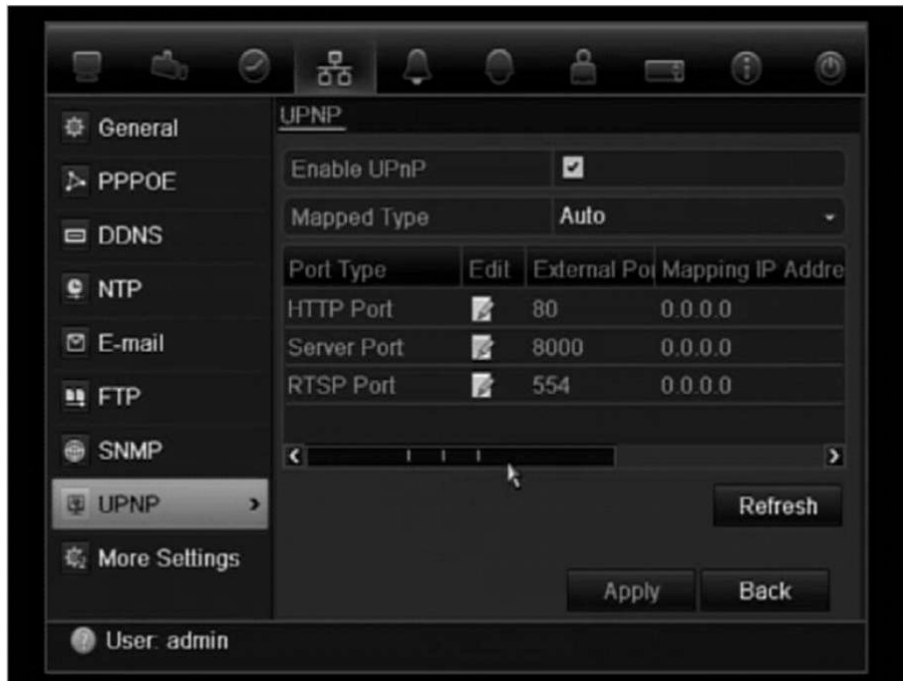 General
PPPOE
DDNS
NTP
E-mail
FTP
SNMP
UPNP
More Settings
UPNP
Enable UPnP
Mapped Type Auto
Port Type Edit External Por Mapping IP Addre
HTTP Port 80 0.0.0.0
Server Port 8000 0.0.0.0
RTSP Port 554 0.0.0.0
Refresh
Apply Back
User: admin